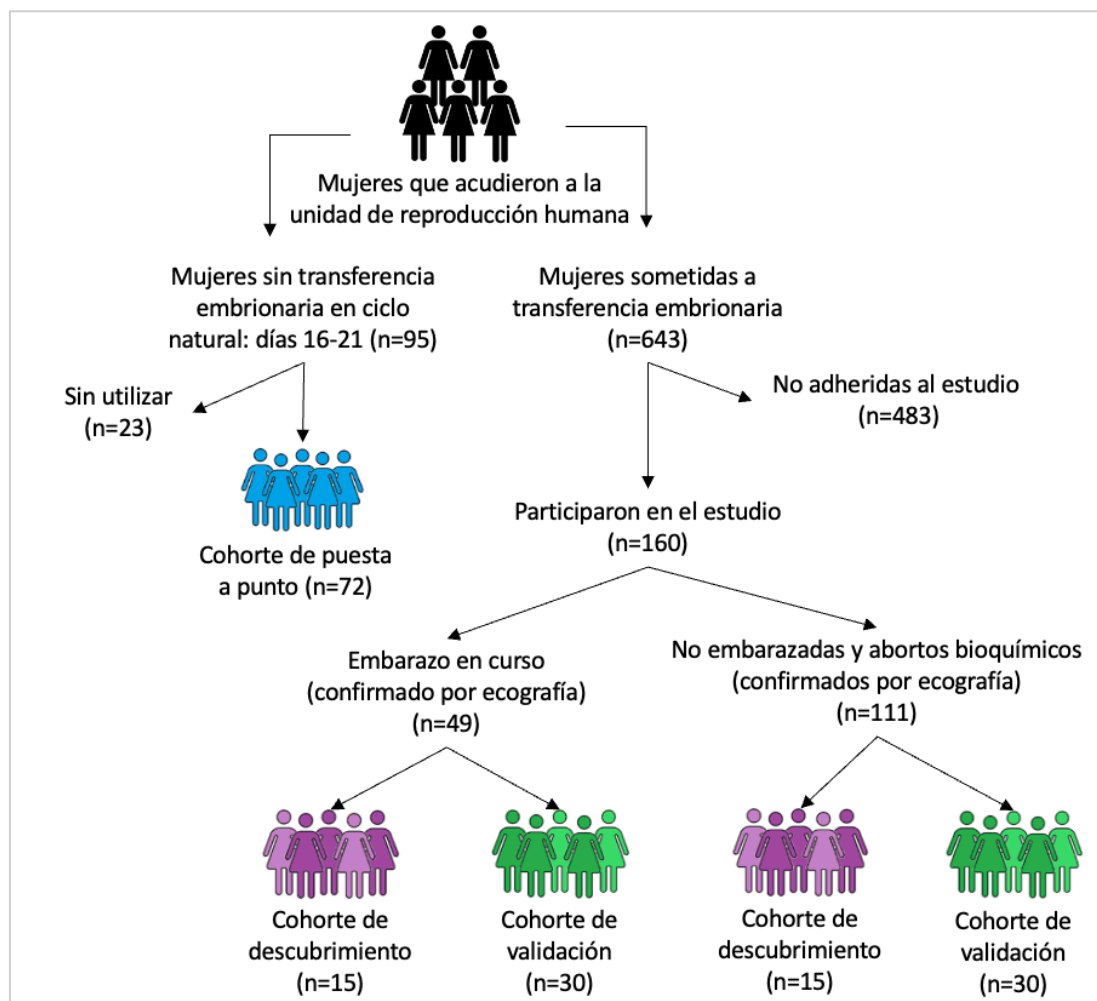 Mujeres que acudieron a la
unidad de reproducción humana
Mujeres sin transferencia
embrionaria en ciclo
natural: días 16-21 (n=95)
Mujeres sometidas a
transferencia embrionaria
(n=643)
Sin utilizar
(n=23)
No adheridas al estudio
(n=483)
Cohorte de puesta
a punto (n=72)
Participaron en el estudio
(n=160)
Embarazo en curso
(confirmado por ecografía)
(n=49)
No embarazadas y abortos bioquímicos
(confirmados por ecografía)
(n=111)
Cohorte de
descubrimiento
(n=15)
Cohorte de
validación
(n=30)
Cohorte de
descubrimiento
(n=15)
Cohorte de
validación
(n=30)